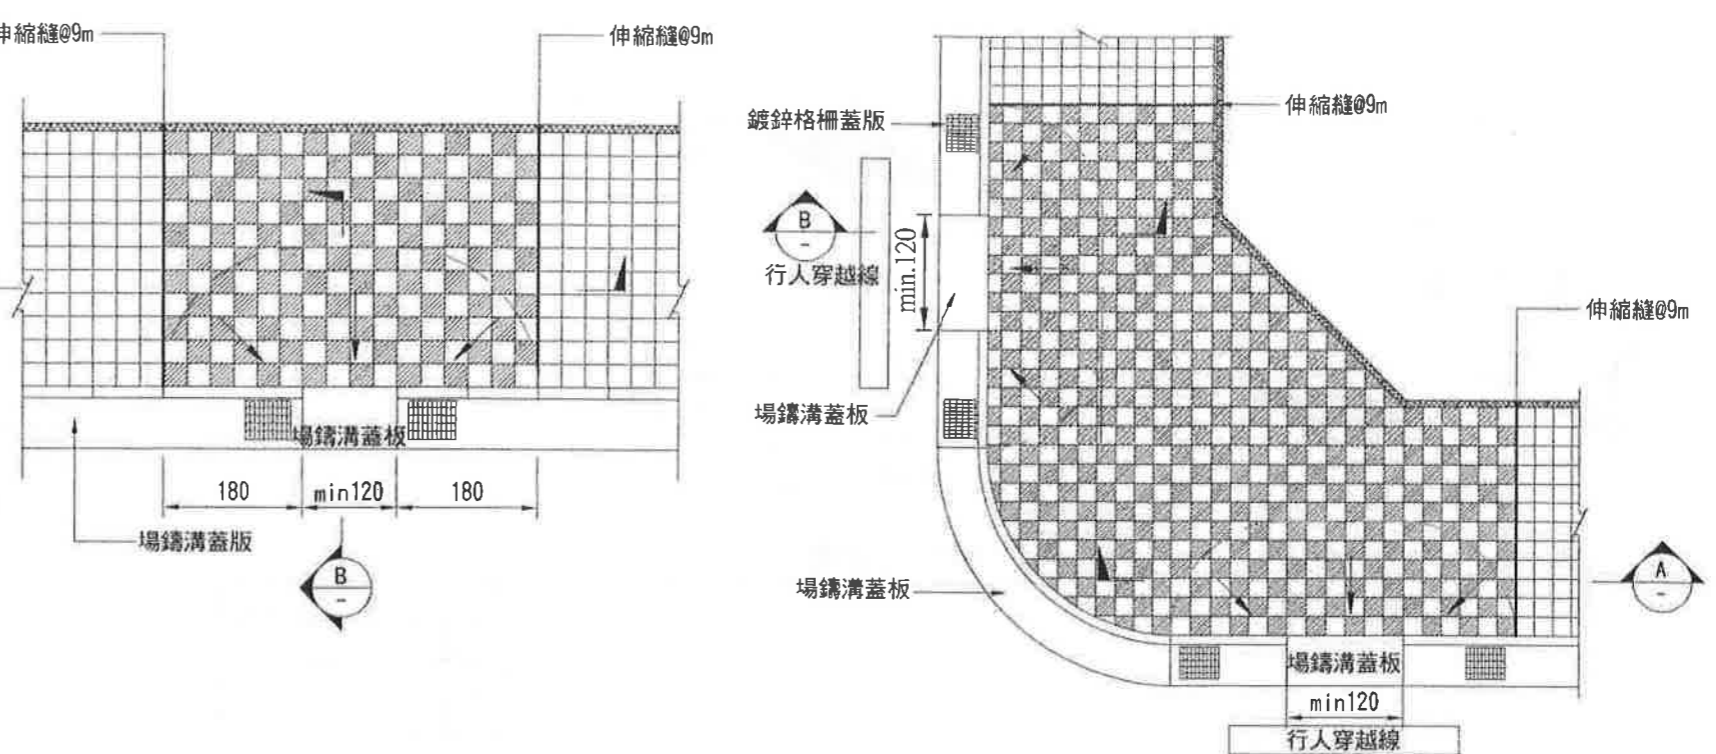 伸縮縫@9m
伸縮縫@9m
場鑄溝蓋板
180
min120
180
場鑄溝蓋版
B
-
伸縮縫@9m
鍍鋅格柵蓋版
B
-
行人穿越線
min.120
伸縮縫@9m
場鑄溝蓋板
場鑄溝蓋板
A
-
場鑄溝蓋板
min120
行人穿越線